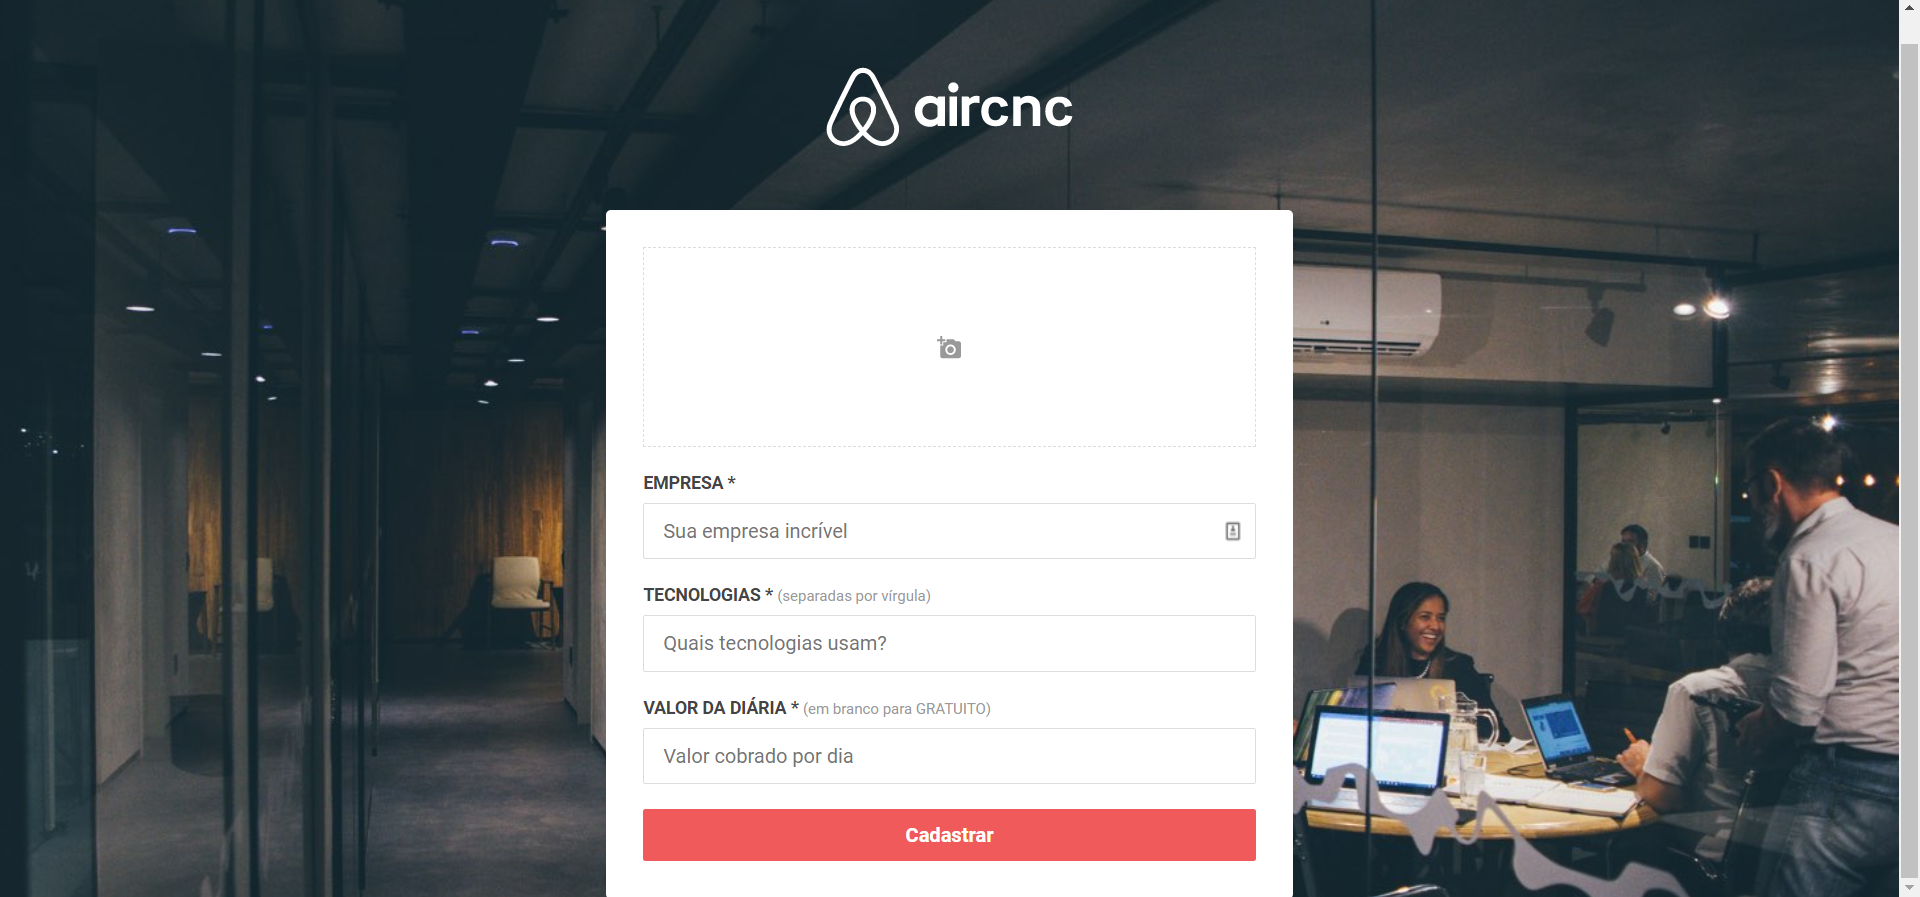 aircnc
EMPRESA *
Sua empresa incrível
TECNOLOGIAS * (separadas por vírgula)
Quais tecnologias usam?
VALOR DA DIÁRIA * (em branco para GRATUITO)
Valor cobrado por dia
Cadastrar